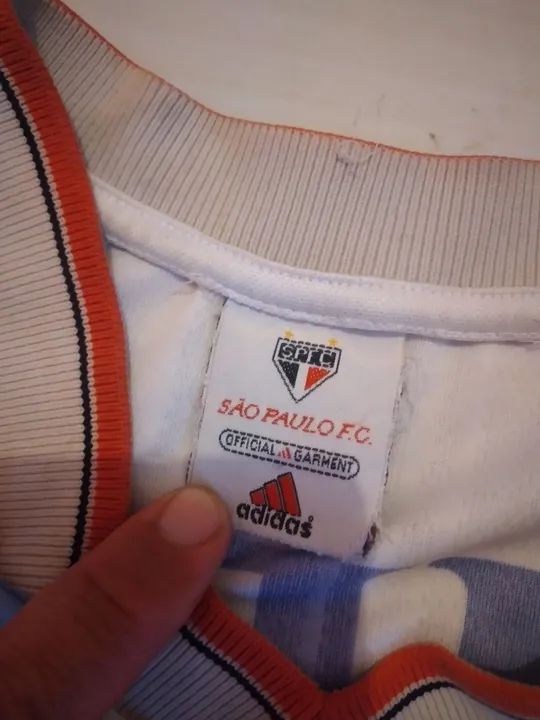 SPFC
SÃO PAULO F.C.
OFFICIAL GARMENT
adidas®